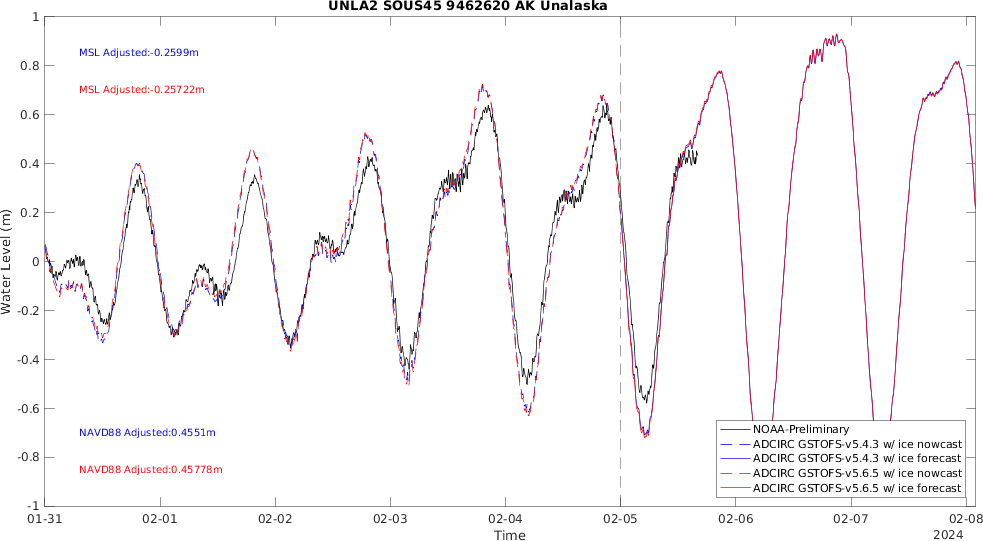 UNLA2 SOUS45 9462620 AK Unalaska
MSL Adjusted:-0.2599m
MSL Adjusted:-0.25722m
NAVD88 Adjusted:0.4551m
NAVD88 Adjusted:0.45778m
Water Level (m)
1
0.8
0.6
0.4
0.2
0
-0.2
-0.4
-0.6
-0.8
-1
NOAA-Preliminary
ADCIRC GSTOFS-v5.4.3 w/ ice nowcast
ADCIRC GSTOFS-v5.4.3 w/ ice forecast
ADCIRC GSTOFS-v5.6.5 w/ ice nowcast
ADCIRC GSTOFS-v5.6.5 w/ ice forecast
01-31 02-01 02-02 02-03 02-04 02-05 02-06 02-07 02-08
Time
2024